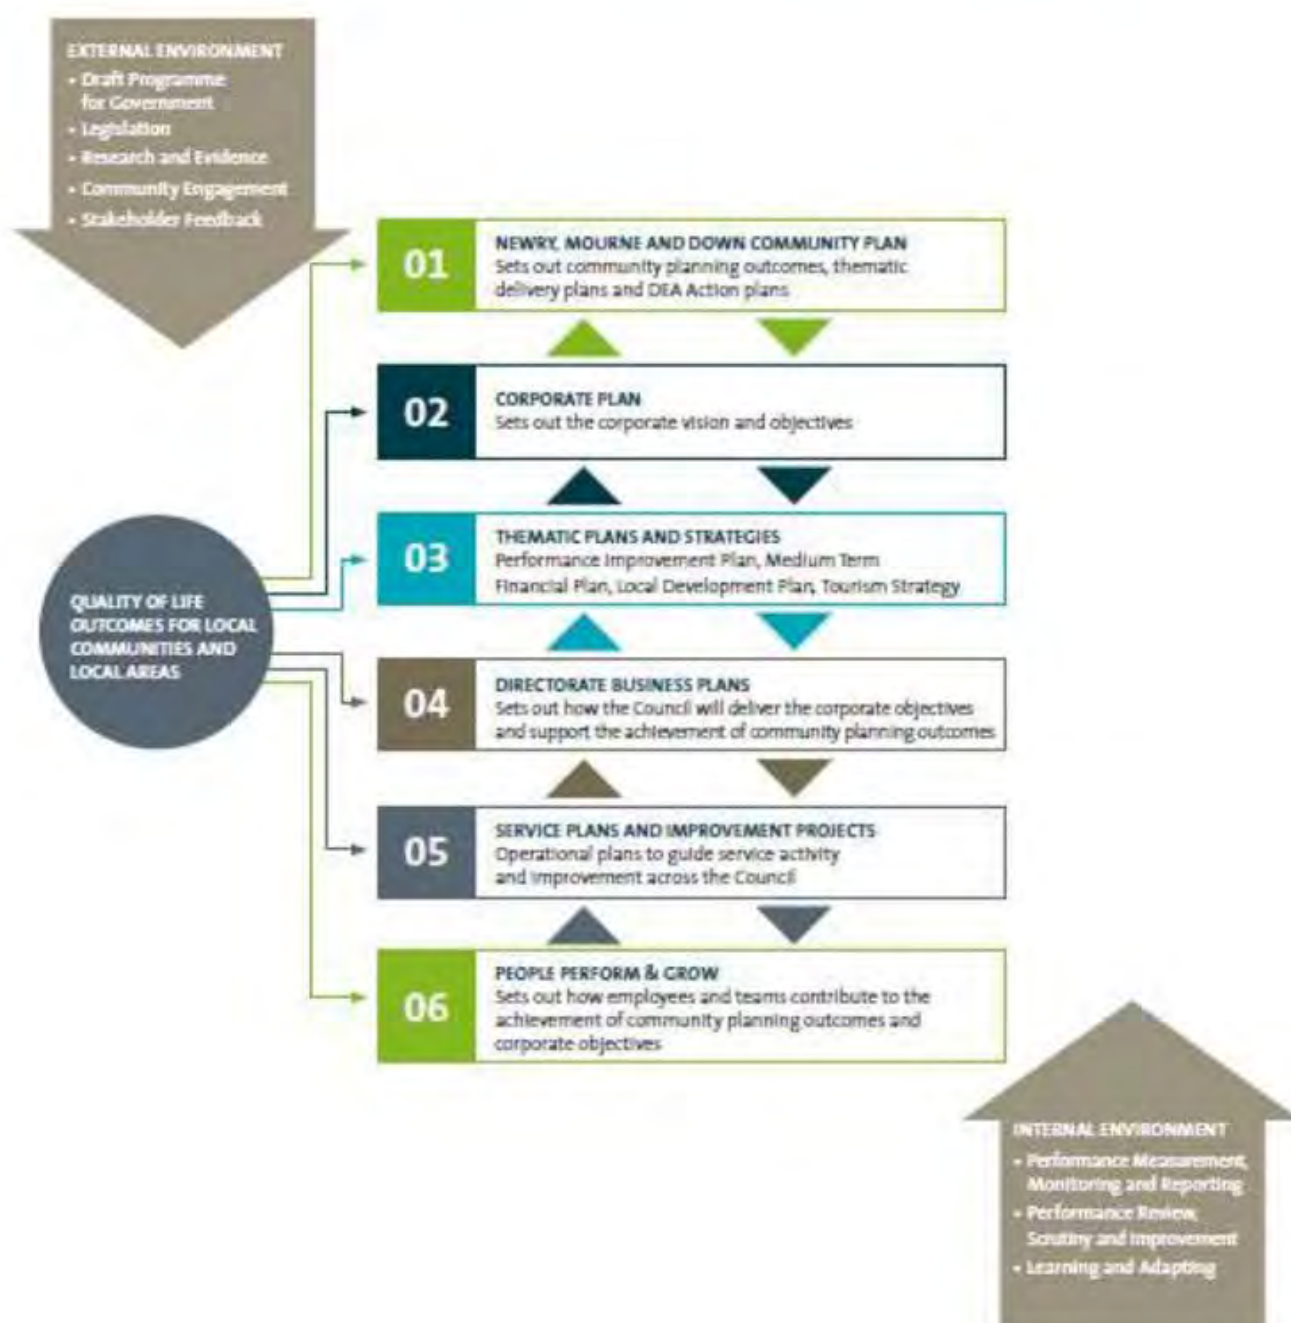 EXTERNAL ENVIRONMENT
• Draft Programme
for Government
• Legislation
• Research and Evidence
• Community Engagement
• Stakeholder Feedback
01
NEWRY, MOURNE AND DOWN COMMUNITY PLAN
Sets out community planning outcomes, thematic
delivery plans and DEA Action plans
02
CORPORATE PLAN
Sets out the corporate vision and objectives
03
THEMATIC PLANS AND STRATEGIES
Performance Improvement Plan, Medium Term
Financial Plan, Local Development Plan, Tourism Strategy
QUALITY OF LIFE
OUTCOMES FOR LOCAL
COMMUNITIES AND
LOCAL AREAS
04
DIRECTORATE BUSINESS PLANS
Sets out how the Council will deliver the corporate objectives
and support the achievement of community planning outcomes
05
SERVICE PLANS AND IMPROVEMENT PROJECTS
Operational plans to guide service activity
and improvement across the Council
06
PEOPLE PERFORM & GROW
Sets out how employees and teams contribute to the
achievement of community planning outcomes and
corporate objectives
INTERNAL ENVIRONMENT
• Performance Measurement,
Monitoring and Reporting
• Performance Review,
Scrutiny and Improvement
• Learning and Adapting